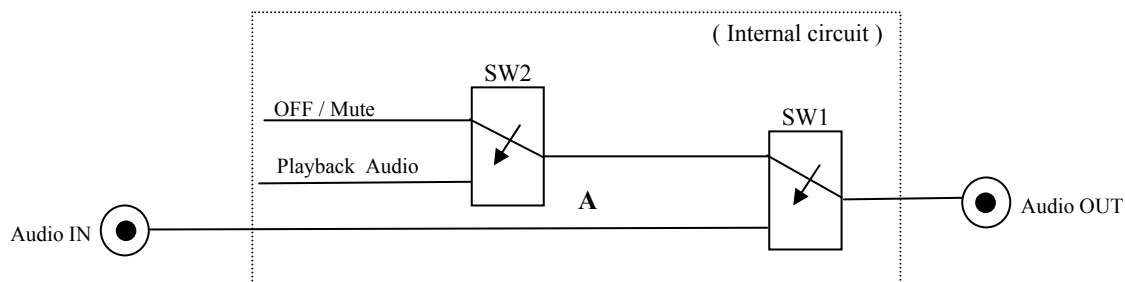 ( Internal circuit )
SW2
OFF / Mute
SW1
Playback Audio
A
Audio IN
Audio OUT